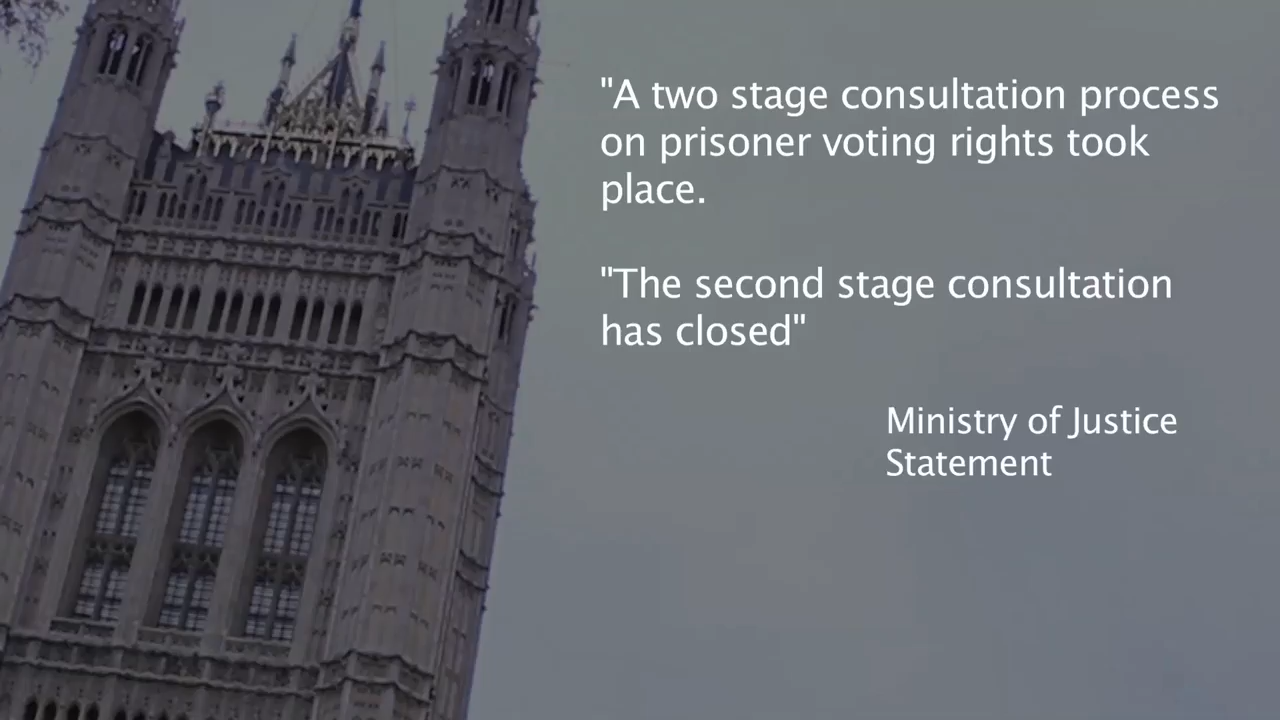 "A two stage consultation process
on prisoner voting rights took
place.
"The second stage consultation
has closed"
Ministry of Justice
Statement